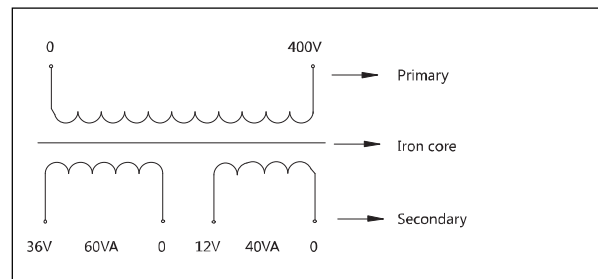 0 400V
Primary
Iron core
Secondary
36V 60VA 0 12V 40VA 0